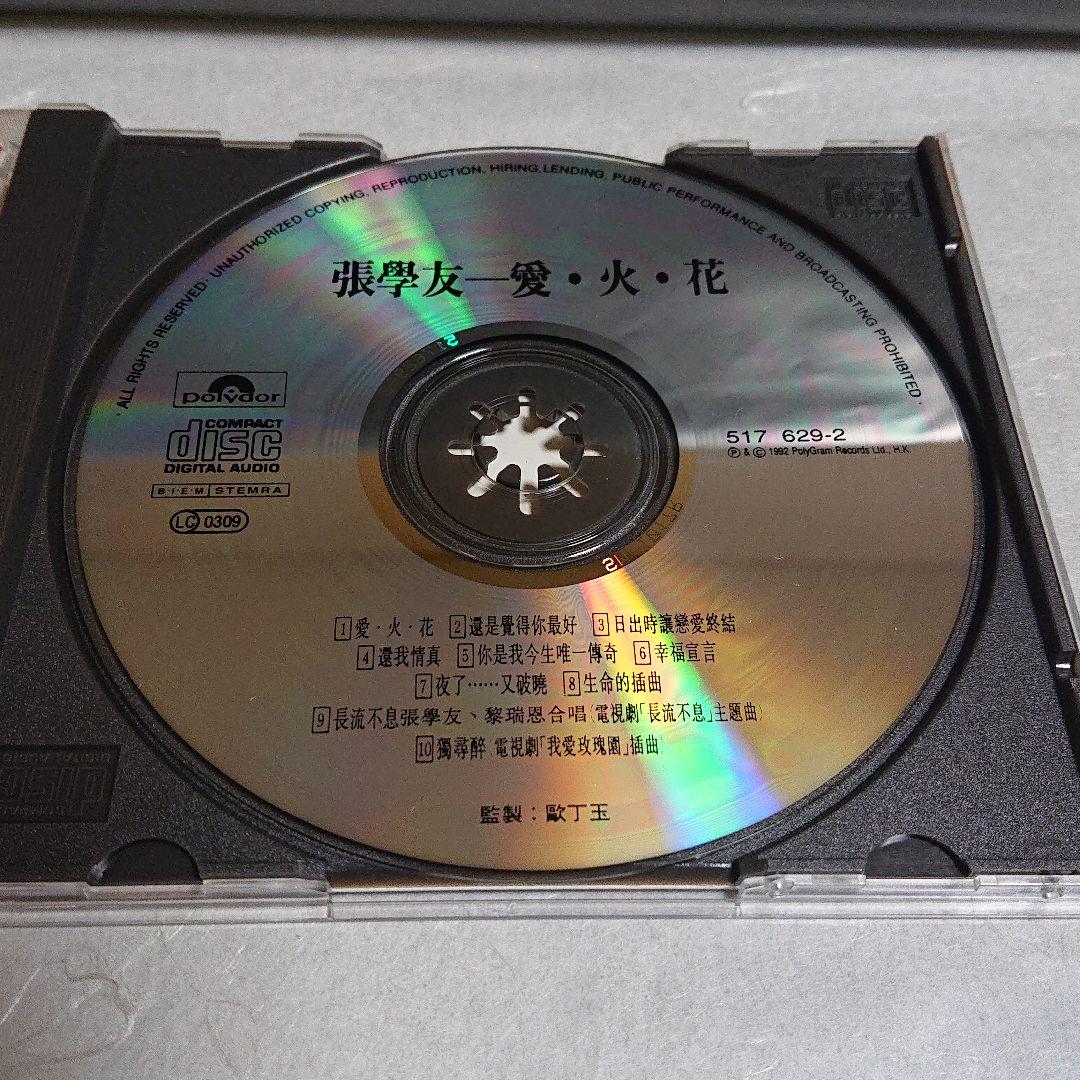 · ALL RIGHTS RESERVED· UNAUTHORIZED COPYING, REPRODUCTION, HIRING, LENDING, PUBLIC PERFORMANCE AND BROADCASTING PROHIBITED ·
張學友—愛·火·花
polydor
COMPACT
disc
DIGITAL AUDIO
B·I·E·M STEMRA
LC 0309
517 629-2
Ⓟ & © 1992 PolyGram Records Ltd., H.K.
1 愛·火·花 2 還是覺得你最好 3 日出時讓戀愛終結
4 還我情真 5 你是我今生唯一傳奇 6 幸福宣言
7 夜了……又破曉 8 生命的插曲
9 長流不息張學友、黎瑞恩合唱(電視劇「長流不息」主題曲)
10 獨尋醉(電視劇「我愛玫瑰園」插曲)
監製：歐丁玉
disc
DIGITAL AUDIO